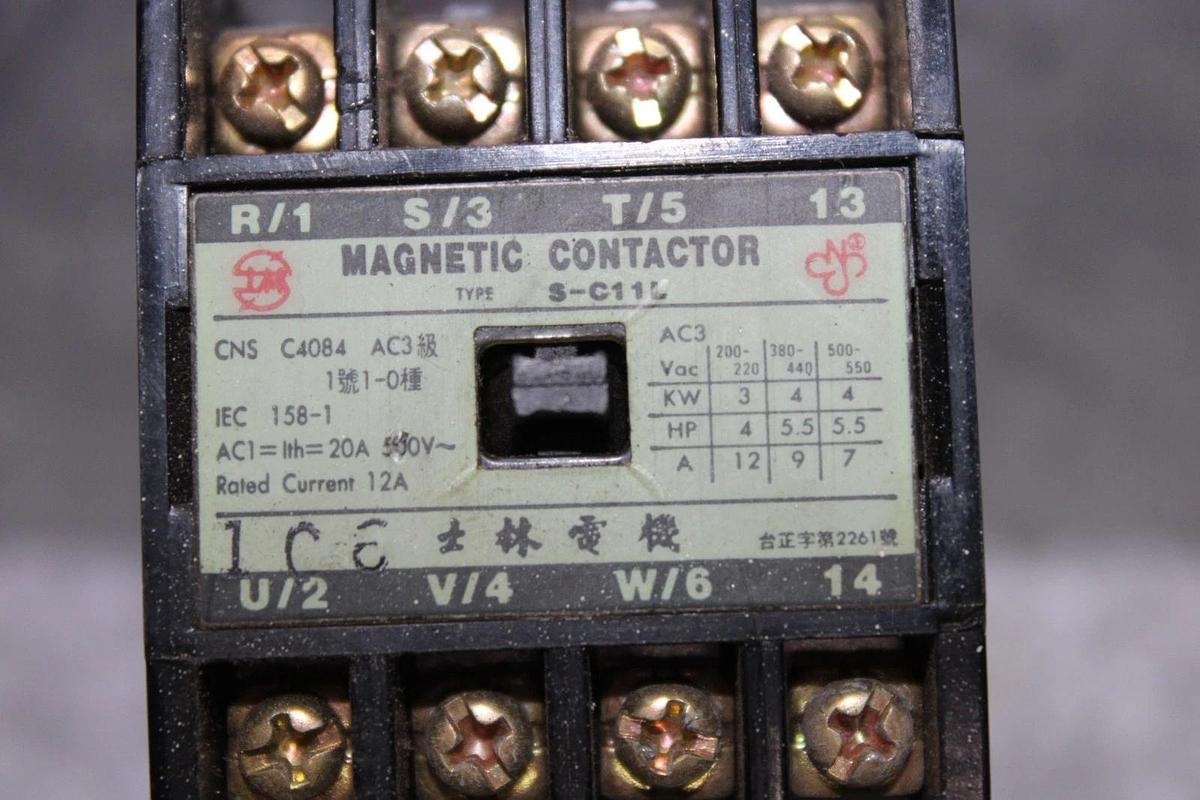 R/1 S/3 T/5 13
MAGNETIC CONTACTOR
TYPE S-C11L
CNS C4084 AC3級
1號1-0種
IEC 158-1
AC1=Ith=20A 550V~
Rated Current 12A
AC3
Vac 200-220 380-440 500-550
KW 3 4 4
HP 4 5.5 5.5
A 12 9 7
士林電機
台正字第2261號
U/2 V/4 W/6 14